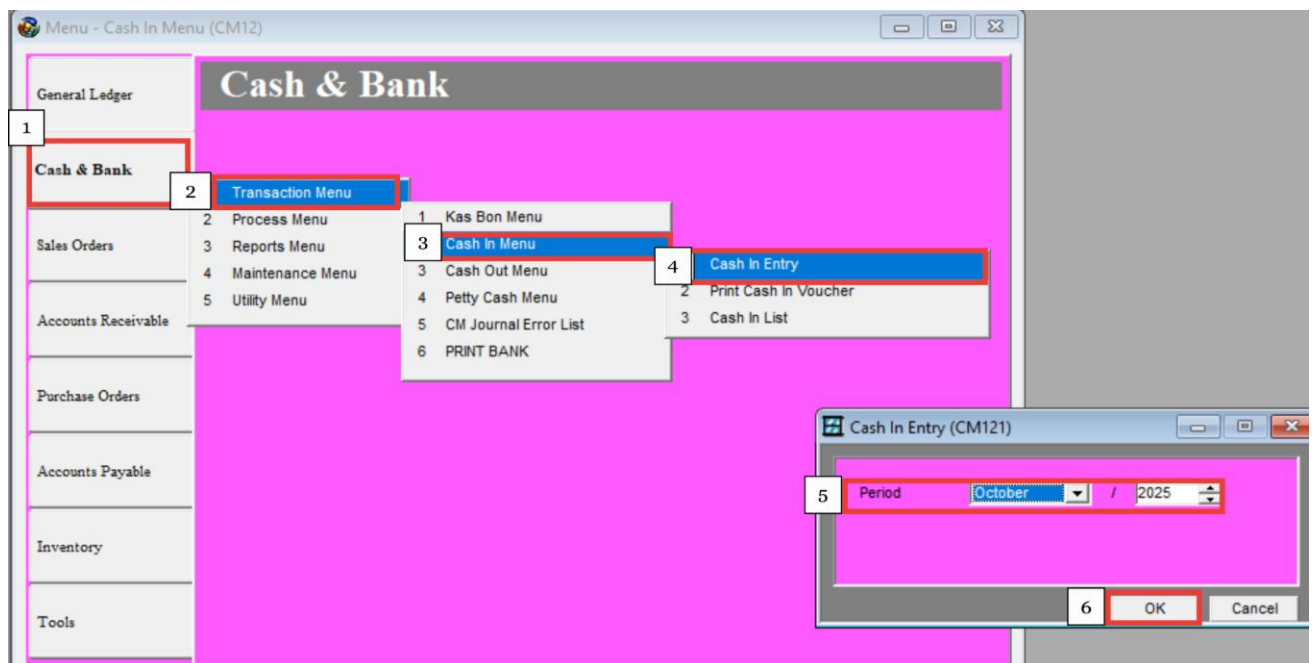 Menu - Cash In Menu (CM12)
Cash & Bank
General Ledger
1
Cash & Bank
2 Transaction Menu
2 Process Menu
3 Reports Menu
4 Maintenance Menu
5 Utility Menu
1 Kas Bon Menu
3 Cash In Menu
3 Cash Out Menu
4 Petty Cash Menu
5 CM Journal Error List
6 PRINT BANK
4 Cash In Entry
2 Print Cash In Voucher
3 Cash In List
Sales Orders
Accounts Receivable
Purchase Orders
Accounts Payable
Inventory
Tools
Cash In Entry (CM121)
5 Period October / 2025
6 OK Cancel